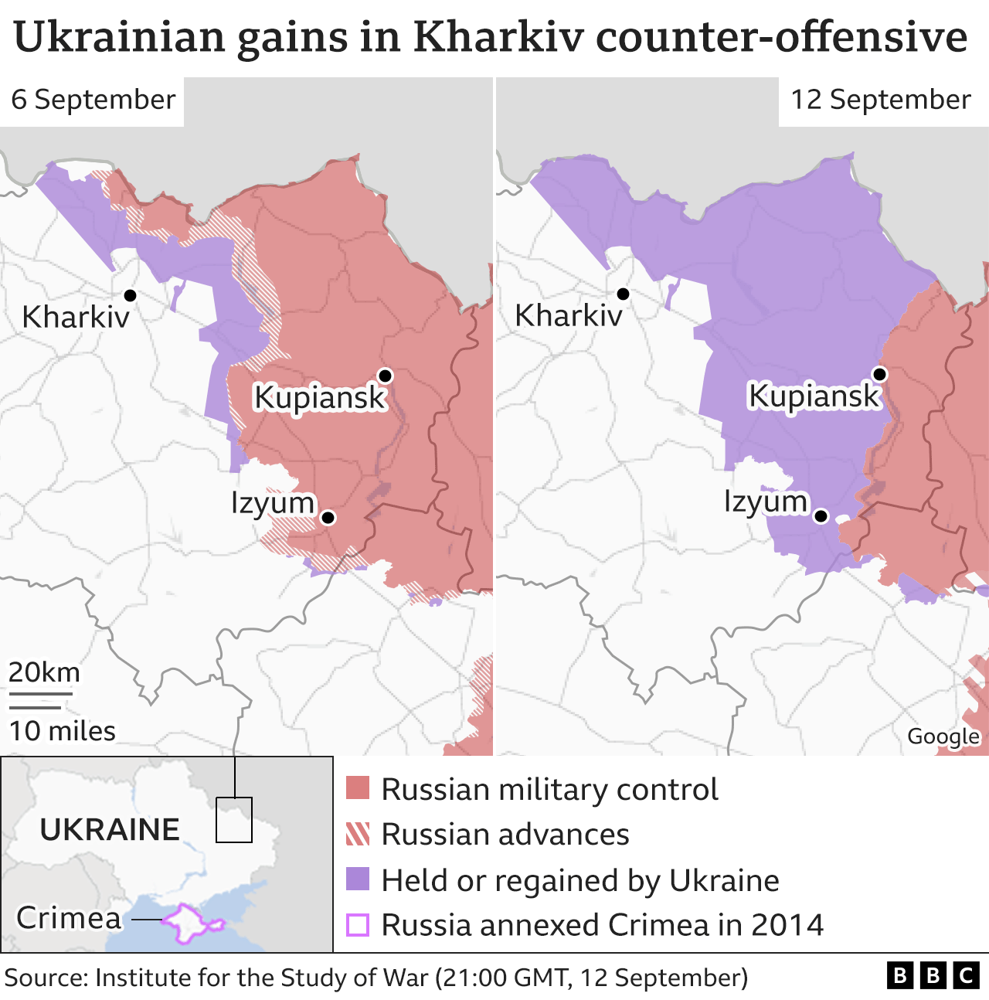 Ukrainian gains in Kharkiv counter-offensive
6 September
12 September
Kharkiv
Kupiansk
Izyum
20km
10 miles
Kharkiv
Kupiansk
Izyum
Google
UKRAINE
Crimea
Russian military control
Russian advances
Held or regained by Ukraine
Russia annexed Crimea in 2014
Source: Institute for the Study of War (21:00 GMT, 12 September)
BBC